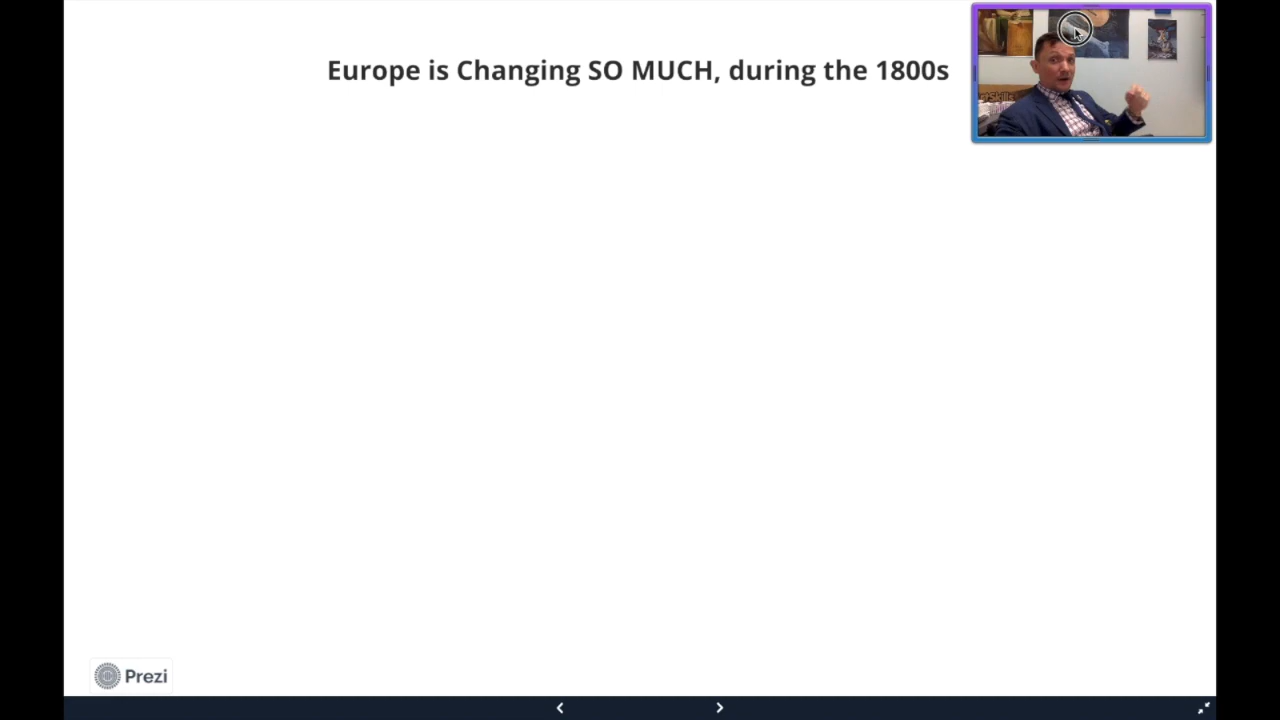 Europe is Changing SO MUCH, during the 1800s
Prezi